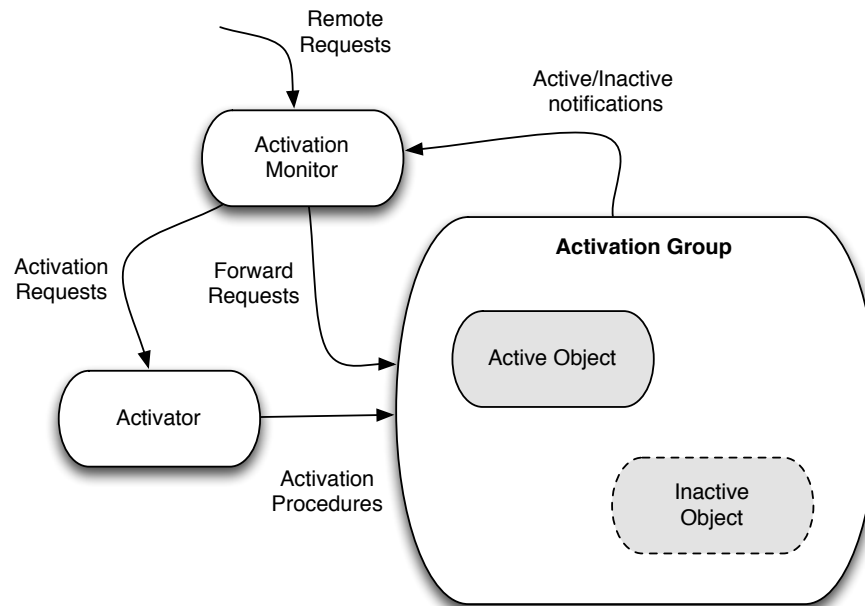 Remote
Requests
Active/Inactive
notifications
Activation
Monitor
Activation Group
Activation
Requests
Forward
Requests
Active Object
Activator
Activation
Procedures
Inactive
Object